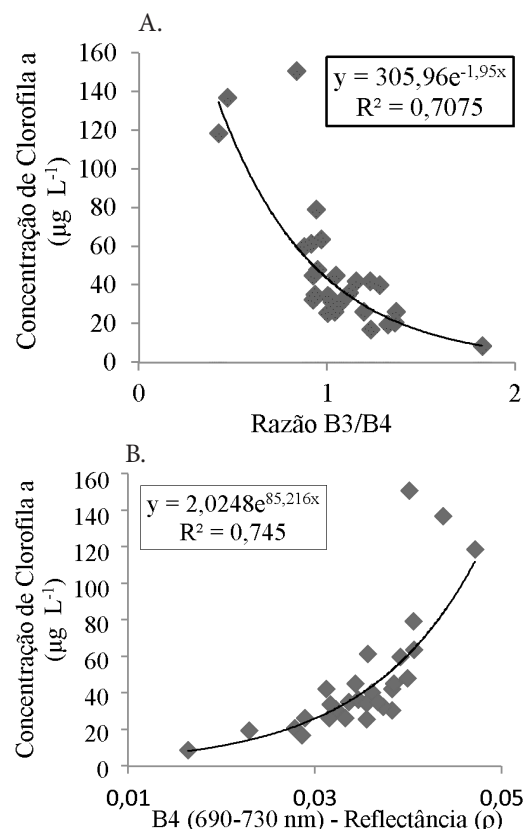 A.
Concentração de Clorofila a
(µg L⁻¹)
160
140
120
100
80
60
40
20
0
y = 305,96e⁻¹,⁹⁵ˣ
R² = 0,7075
0 1 2
Razão B3/B4
B.
Concentração de Clorofila a
(µg L⁻¹)
160
140
120
100
80
60
40
20
0
y = 2,0248e⁸⁵,²¹⁶ˣ
R² = 0,745
0,01 0,03 0,05
B4 (690-730 nm) - Reflectância (ρ)